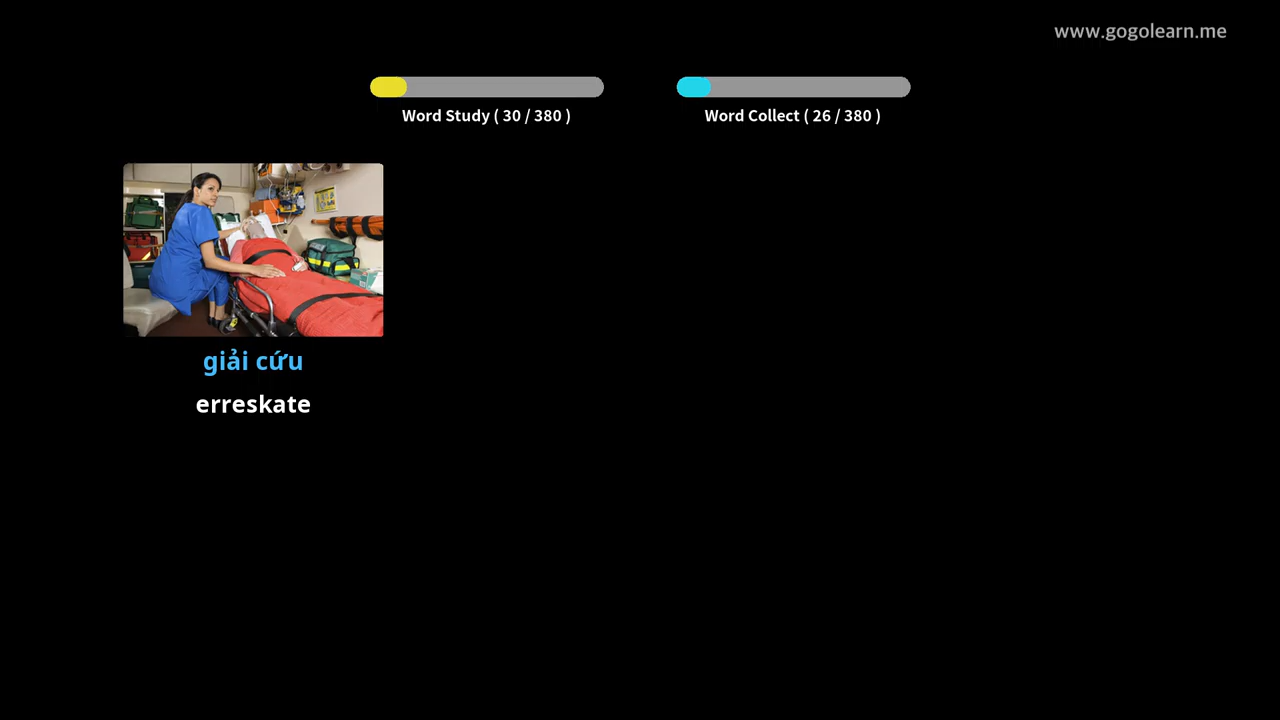 www.gogolearn.me
Word Study ( 30 / 380 )
Word Collect ( 26 / 380 )
giải cứu
erreskate